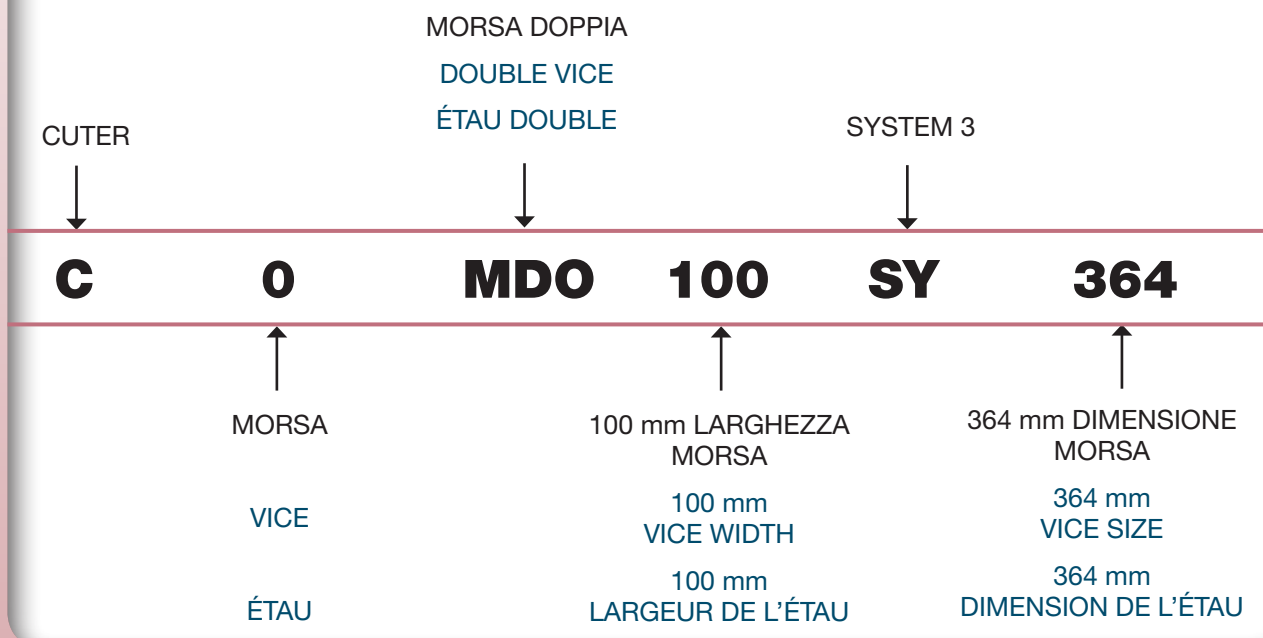 MORSA DOPPIA
DOUBLE VICE
ÉTAU DOUBLE
CUTER
SYSTEM 3
C 0 MDO 100 SY 364
MORSA
VICE
ÉTAU
100 mm LARGHEZZA
MORSA
100 mm
VICE WIDTH
100 mm
LARGEUR DE L’ÉTAU
364 mm DIMENSIONE
MORSA
364 mm
VICE SIZE
364 mm
DIMENSION DE L’ÉTAU